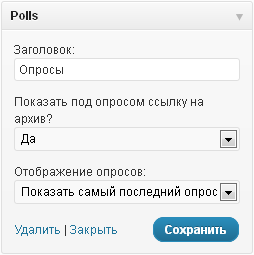 Polls
Заголовок:
Опросы
Показать под опросом ссылку на
архив?
Да
Отображение опросов:
Показать самый последний опрос
Удалить | Закрыть
Сохранить